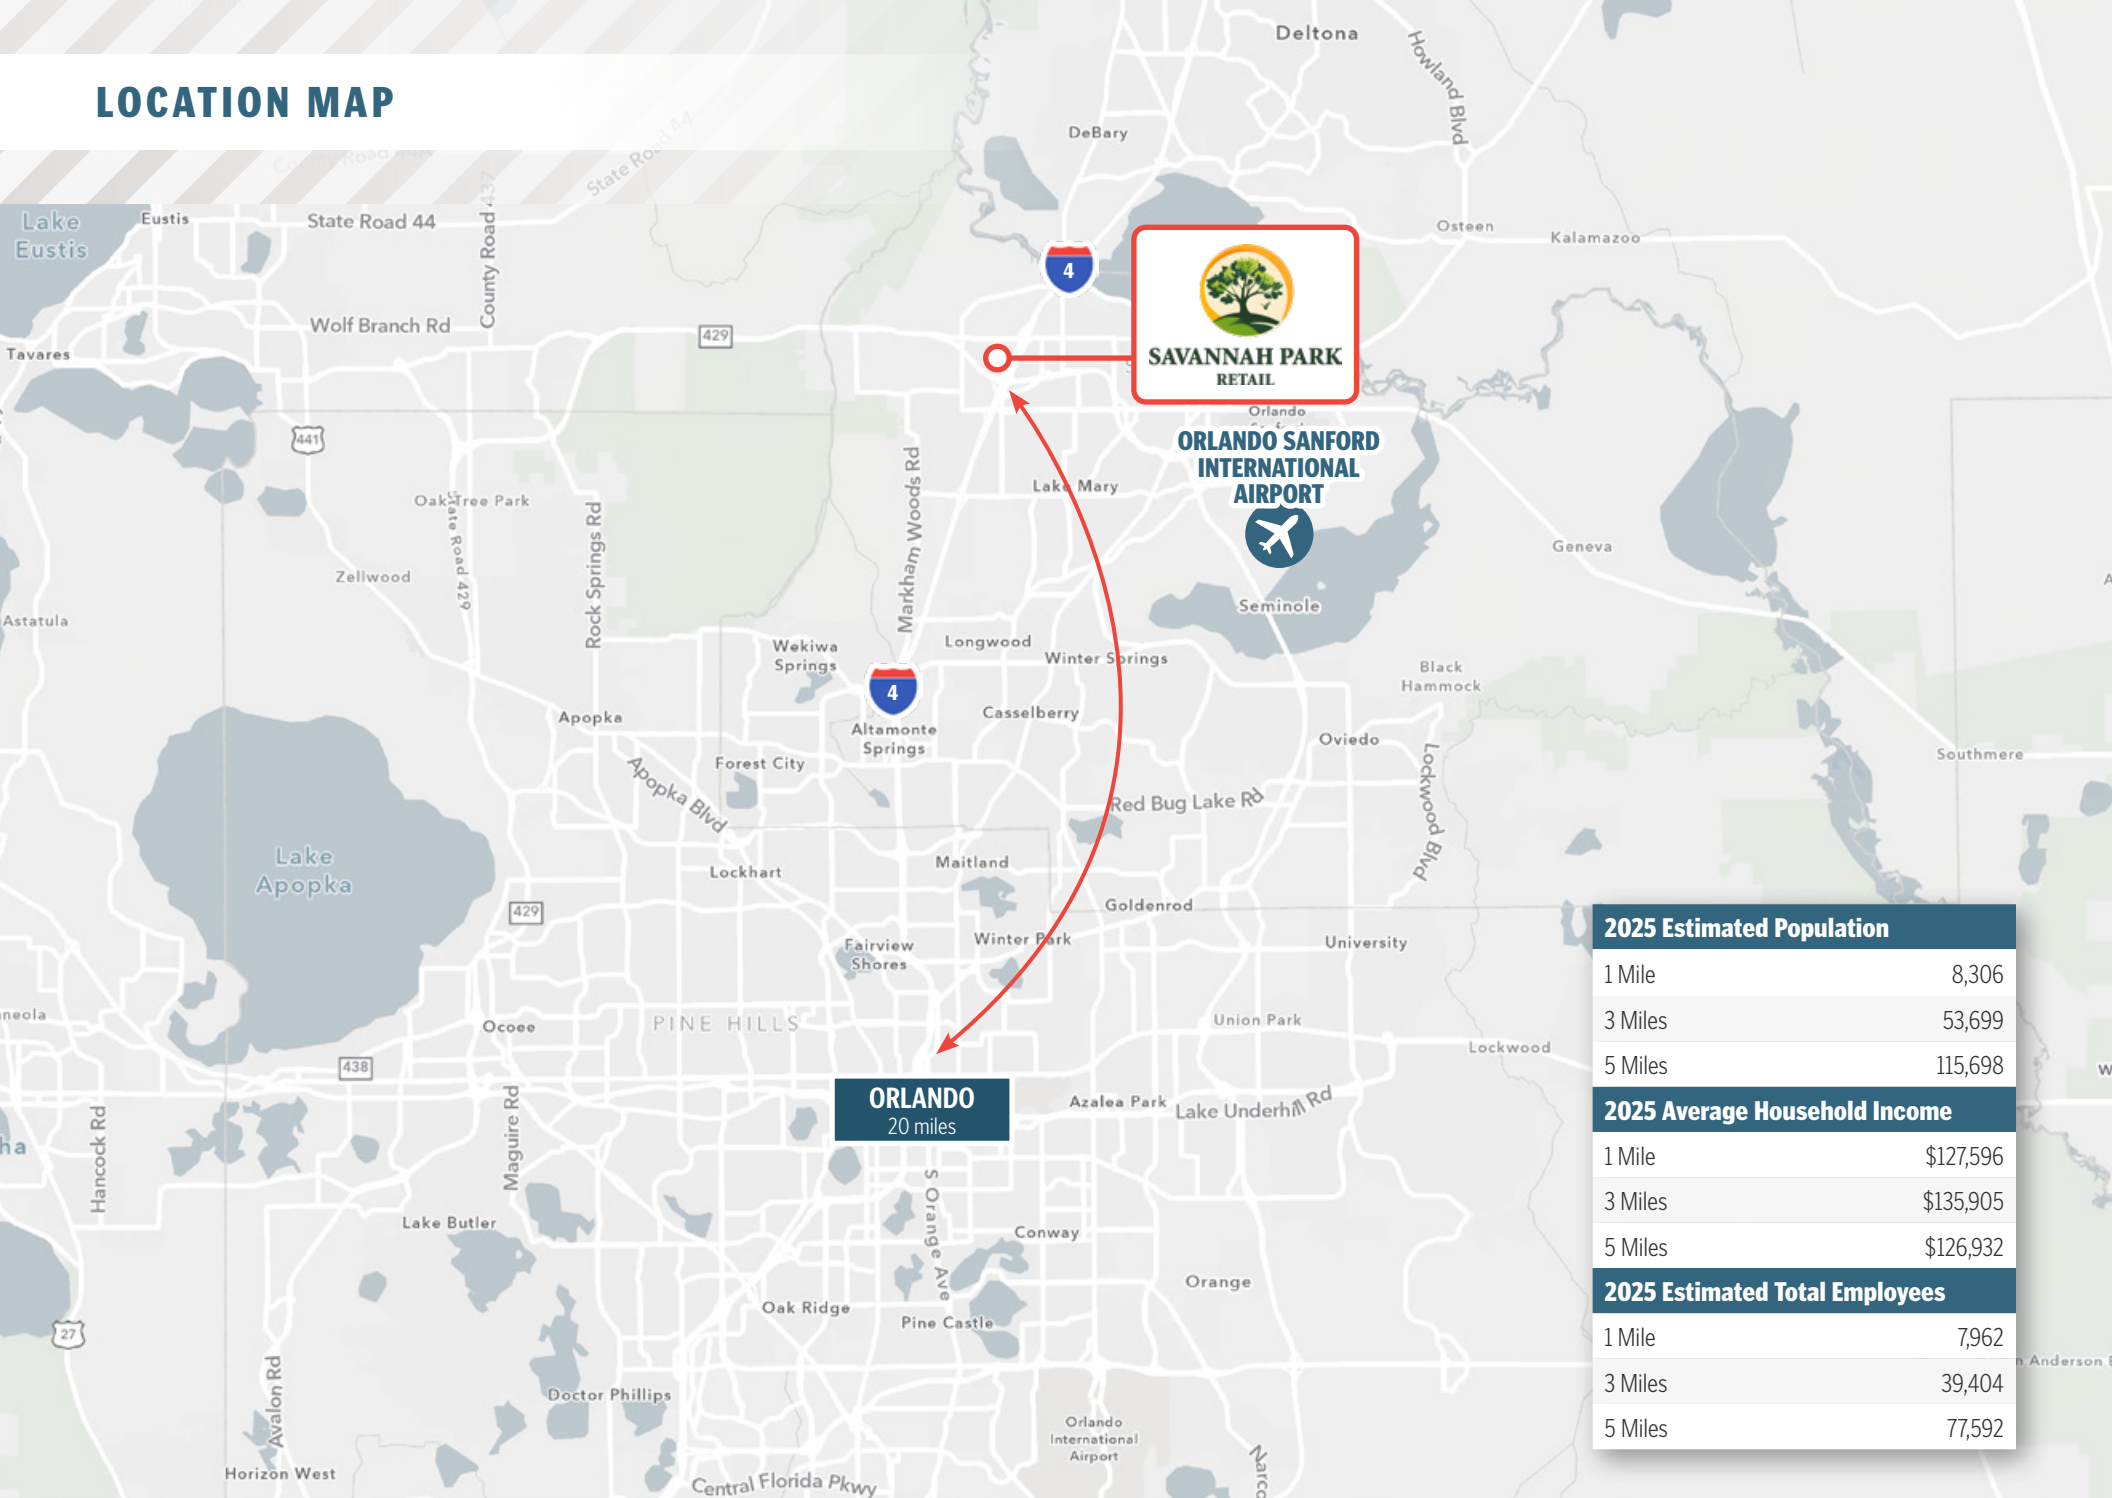 LOCATION MAP
Deltona
Howland Blvd
DeBary
State Road 44
County Road 44A
Lake
Eustis
Eustis
State Road 44
County Road 437
Osteen
Kalamazoo
4
SAVANNAH PARK
RETAIL
Wolf Branch Rd
429
Tavares
Orlando
ORLANDO SANFORD
INTERNATIONAL
AIRPORT
441
Markham Woods Rd
Lake Mary
Oak Tree Park
State Road 429
Rock Springs Rd
Geneva
Zellwood
Seminole
Astatula
Wekiwa
Springs
Longwood
Winter Springs
Black
Hammock
4
Casselberry
Apopka
Altamonte
Springs
Oviedo
Lockwood Blvd
Southmere
Forest City
Apopka Blvd
Red Bug Lake Rd
Lake
Apopka
Maitland
Lockhart
429
Goldenrod
Fairview
Shores
Winter Park
University
Ocoee
PINE HILLS
Union Park
Lockwood
neola
438
ORLANDO
20 miles
Azalea Park
Lake Underhill Rd
Hancock Rd
Maguire Rd
ha
S Orange Ave
Lake Butler
Conway
Orange
Oak Ridge
Pine Castle
27
Avalon Rd
Doctor Phillips
Orlando
International
Airport
Horizon West
Central Florida Pkwy
Narco
n Anderson
2025 Estimated Population
1 Mile 8,306
3 Miles 53,699
5 Miles 115,698
2025 Average Household Income
1 Mile $127,596
3 Miles $135,905
5 Miles $126,932
2025 Estimated Total Employees
1 Mile 7,962
3 Miles 39,404
5 Miles 77,592